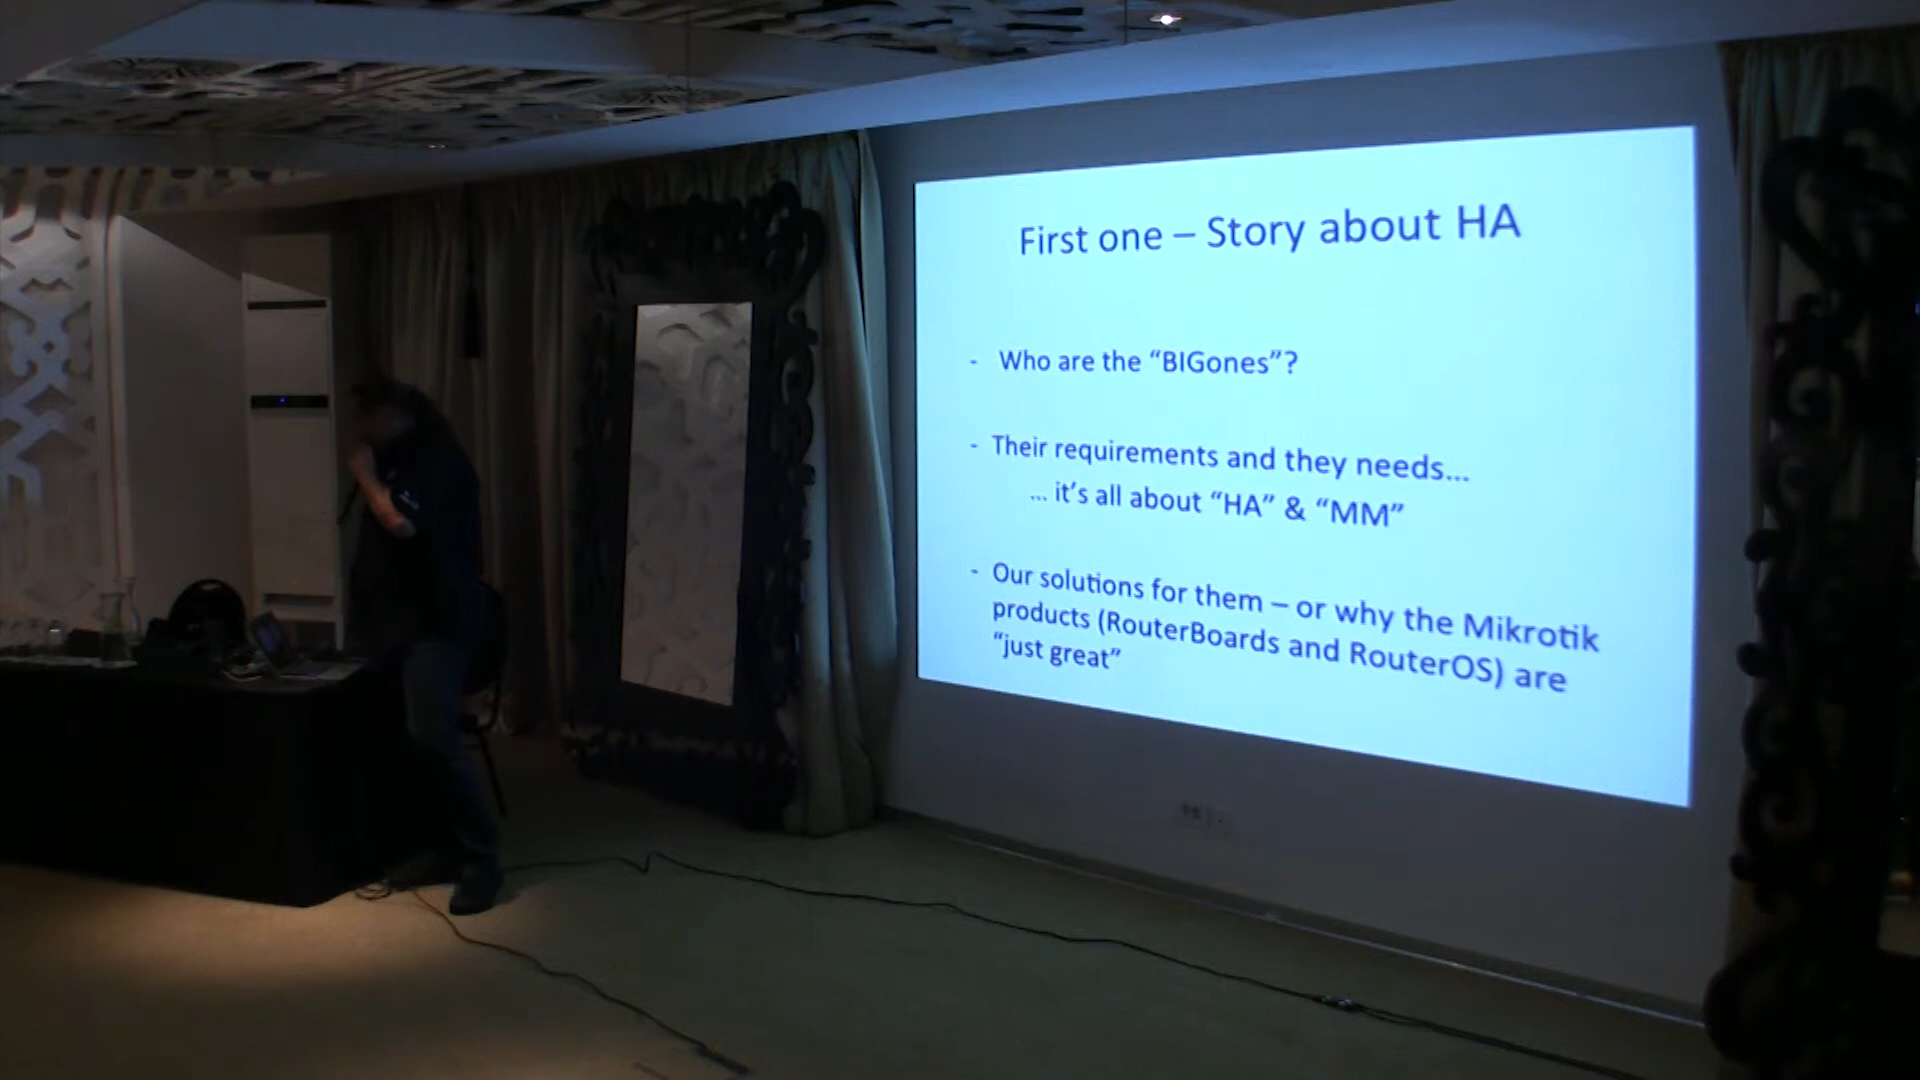 First one – Story about HA
- Who are the “BIGones”?
- Their requirements and they needs...
... it’s all about “HA” & “MM”
- Our solutions for them – or why the Mikrotik
products (RouterBoards and RouterOS) are
“just great”